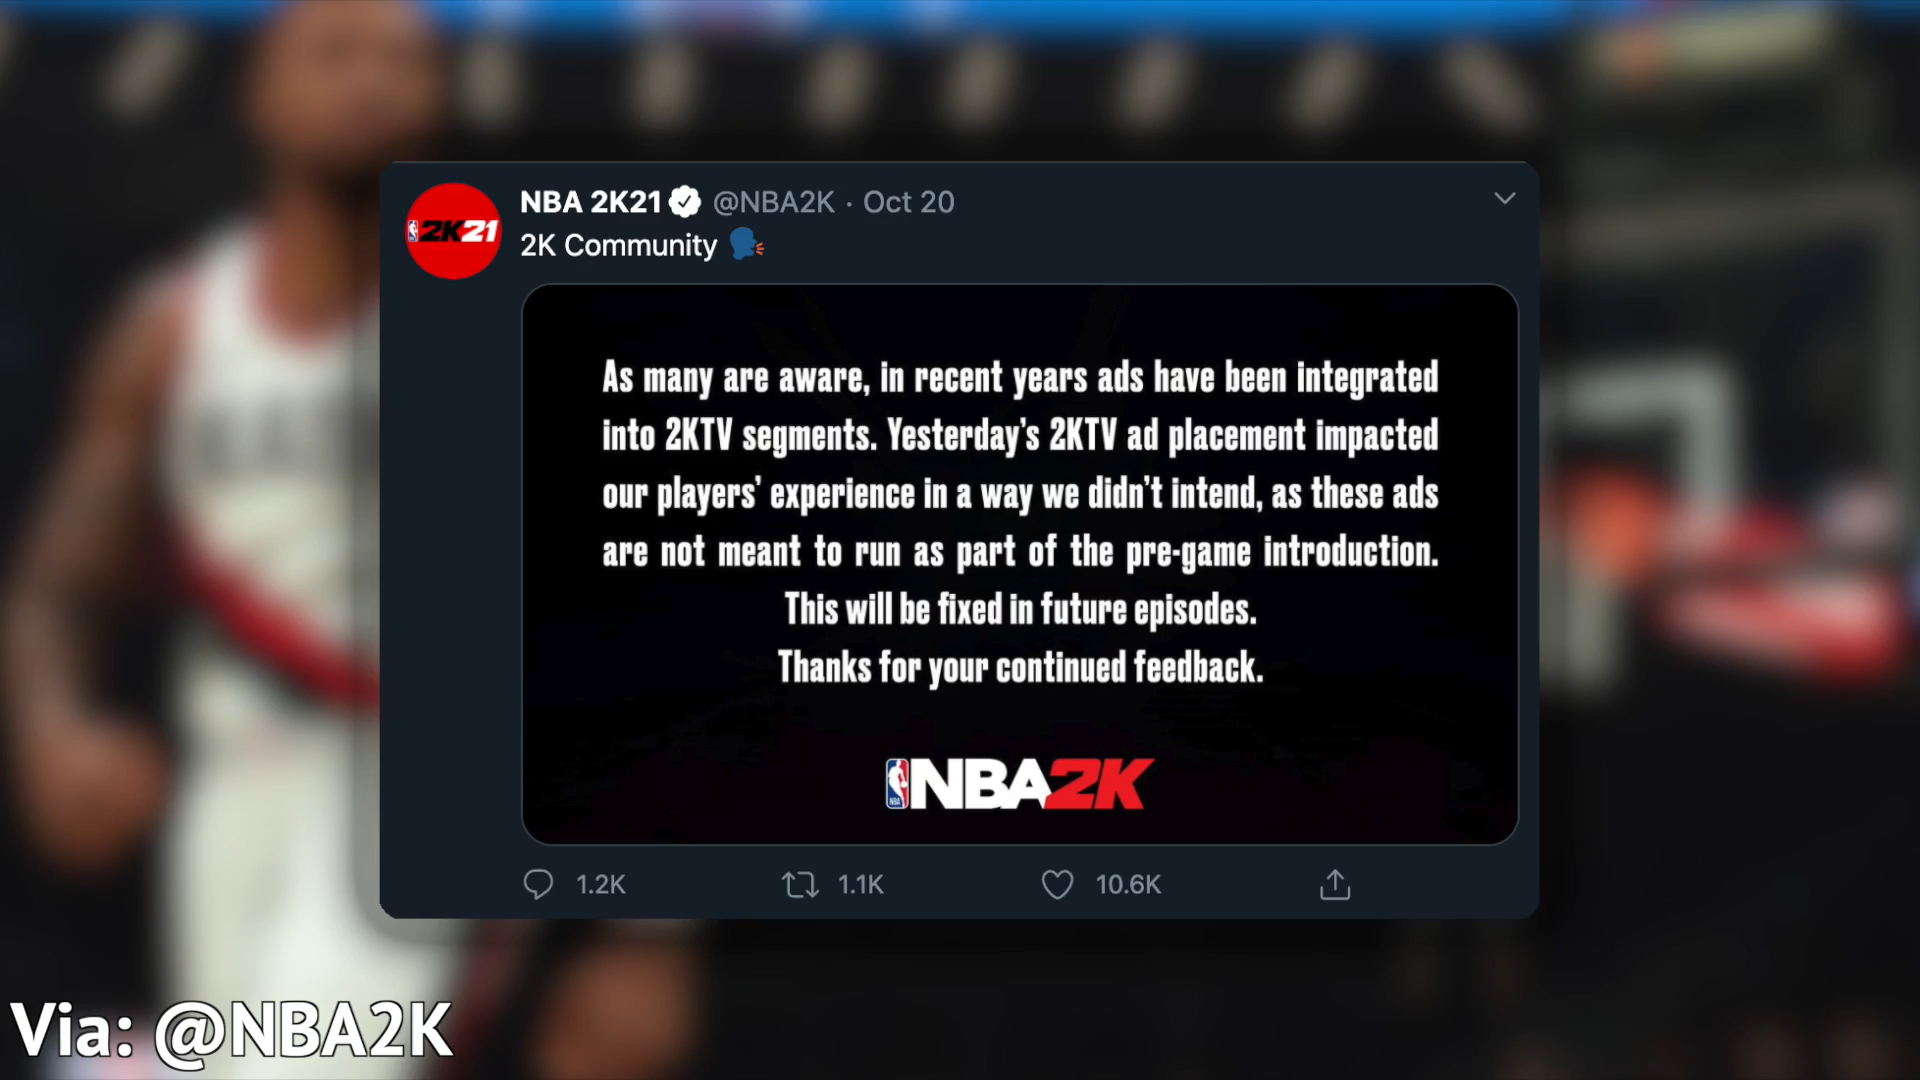 2K21
NBA 2K21 @NBA2K · Oct 20
2K Community
As many are aware, in recent years ads have been integrated
into 2KTV segments. Yesterday's 2KTV ad placement impacted
our players' experience in a way we didn't intend, as these ads
are not meant to run as part of the pre-game introduction.
This will be fixed in future episodes.
Thanks for your continued feedback.
NBA
NBA2K
1.2K 1.1K 10.6K
Via: @NBA2K